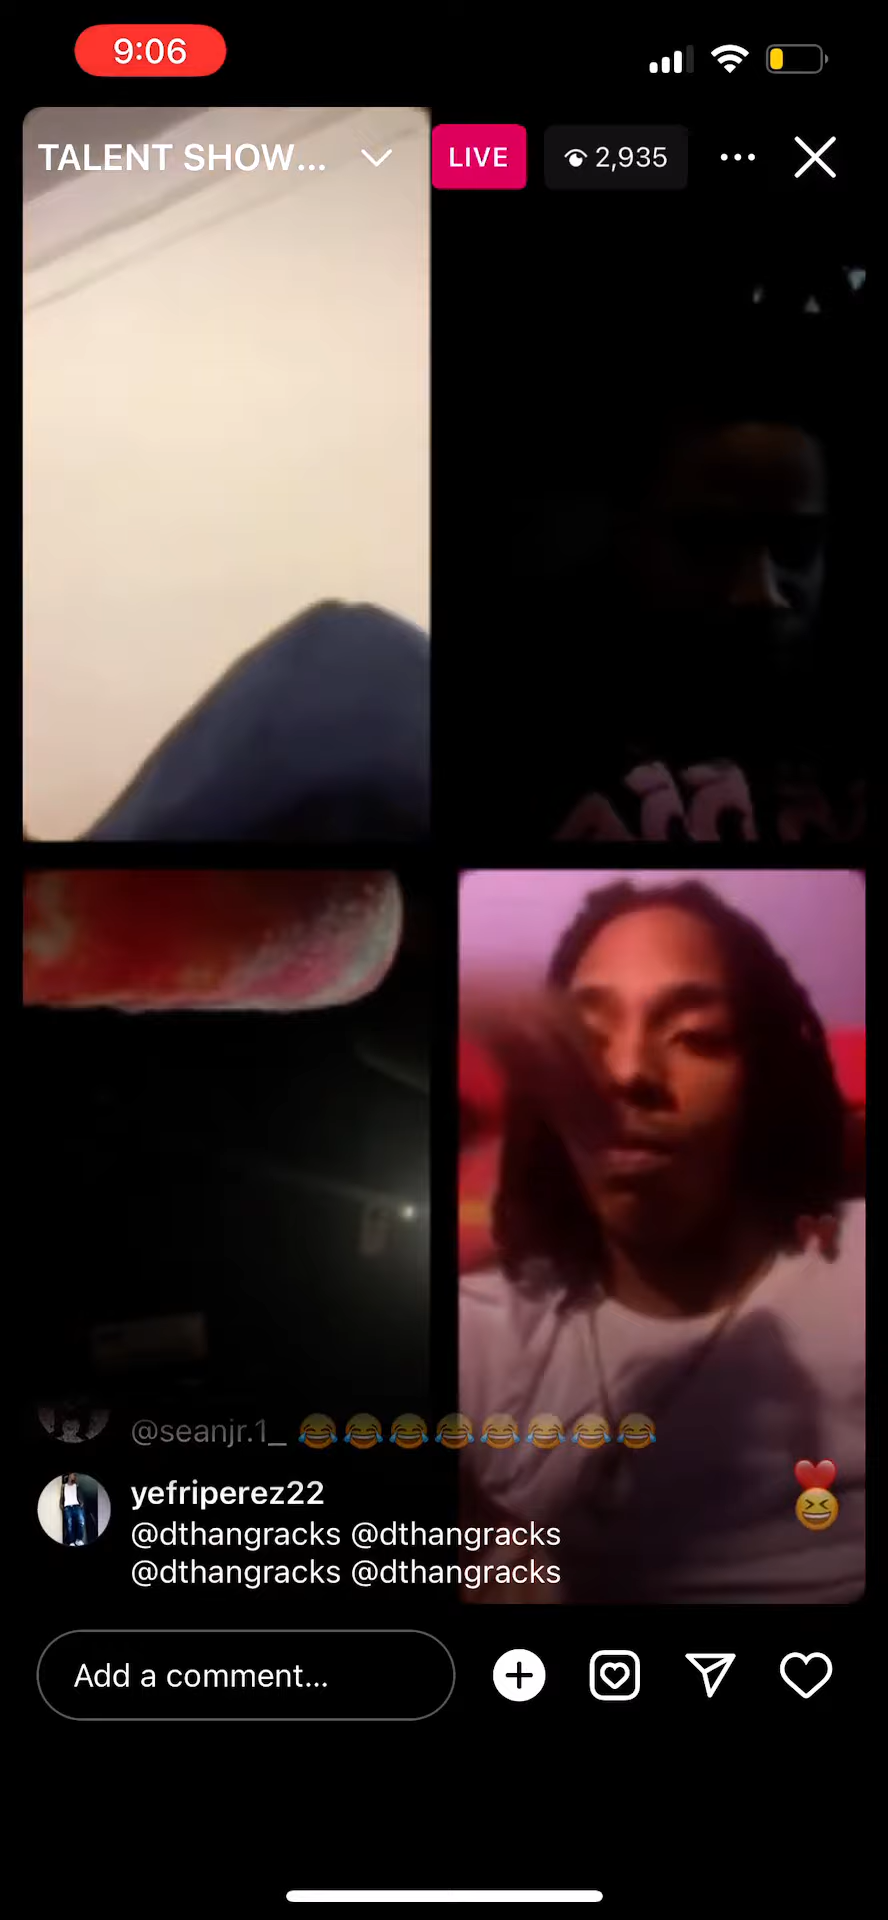 9:06
TALENT SHOW...
LIVE
2,935
@seanjr.1_ 😂😂😂😂😂😂😂😂
yefriperez22
@dthangracks @dthangracks
@dthangracks @dthangracks
Add a comment...